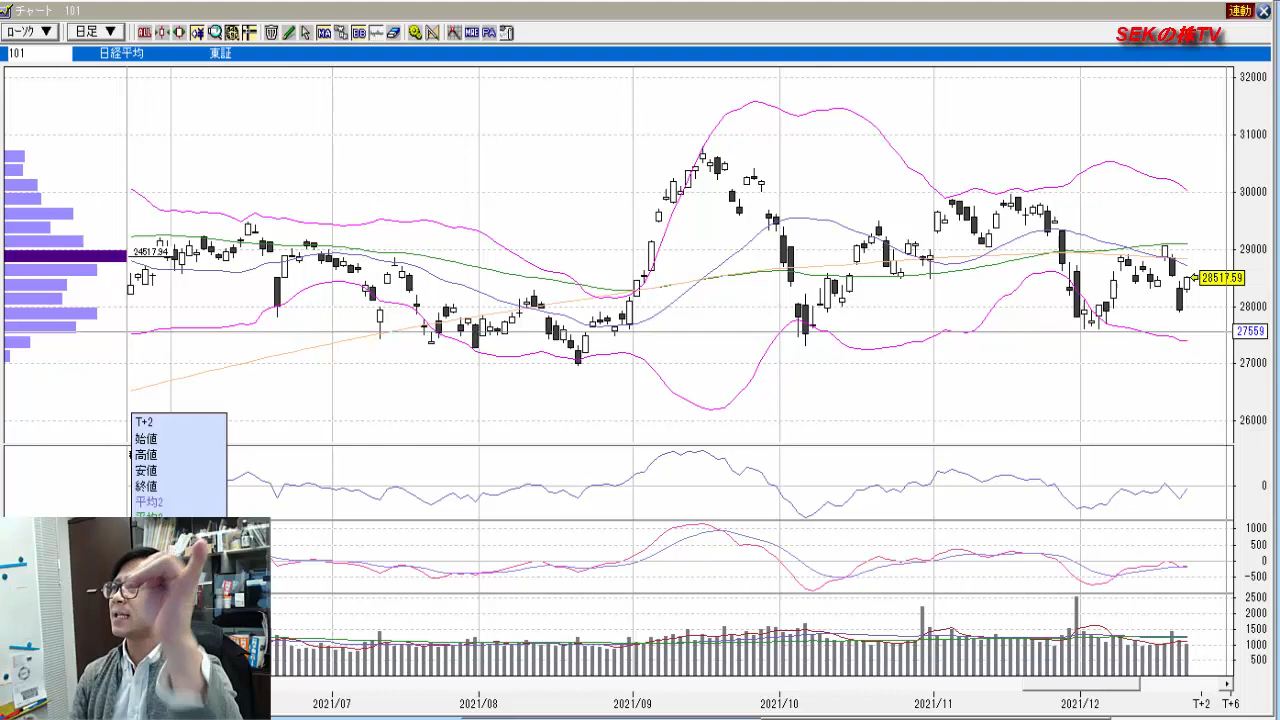 チャート 101
連動
ローソク ▼ 日足 ▼
SEKの株TV
101 日経平均 東証
32000
31000
30000
29000
28000
27000
26000
24517.94
28517.59
27559
T+2
始値
高値
安値
終値
平均2
0
1000
500
0
-500
2500
2000
1500
1000
500
2021/07 2021/08 2021/09 2021/10 2021/11 2021/12 T+2 T+6